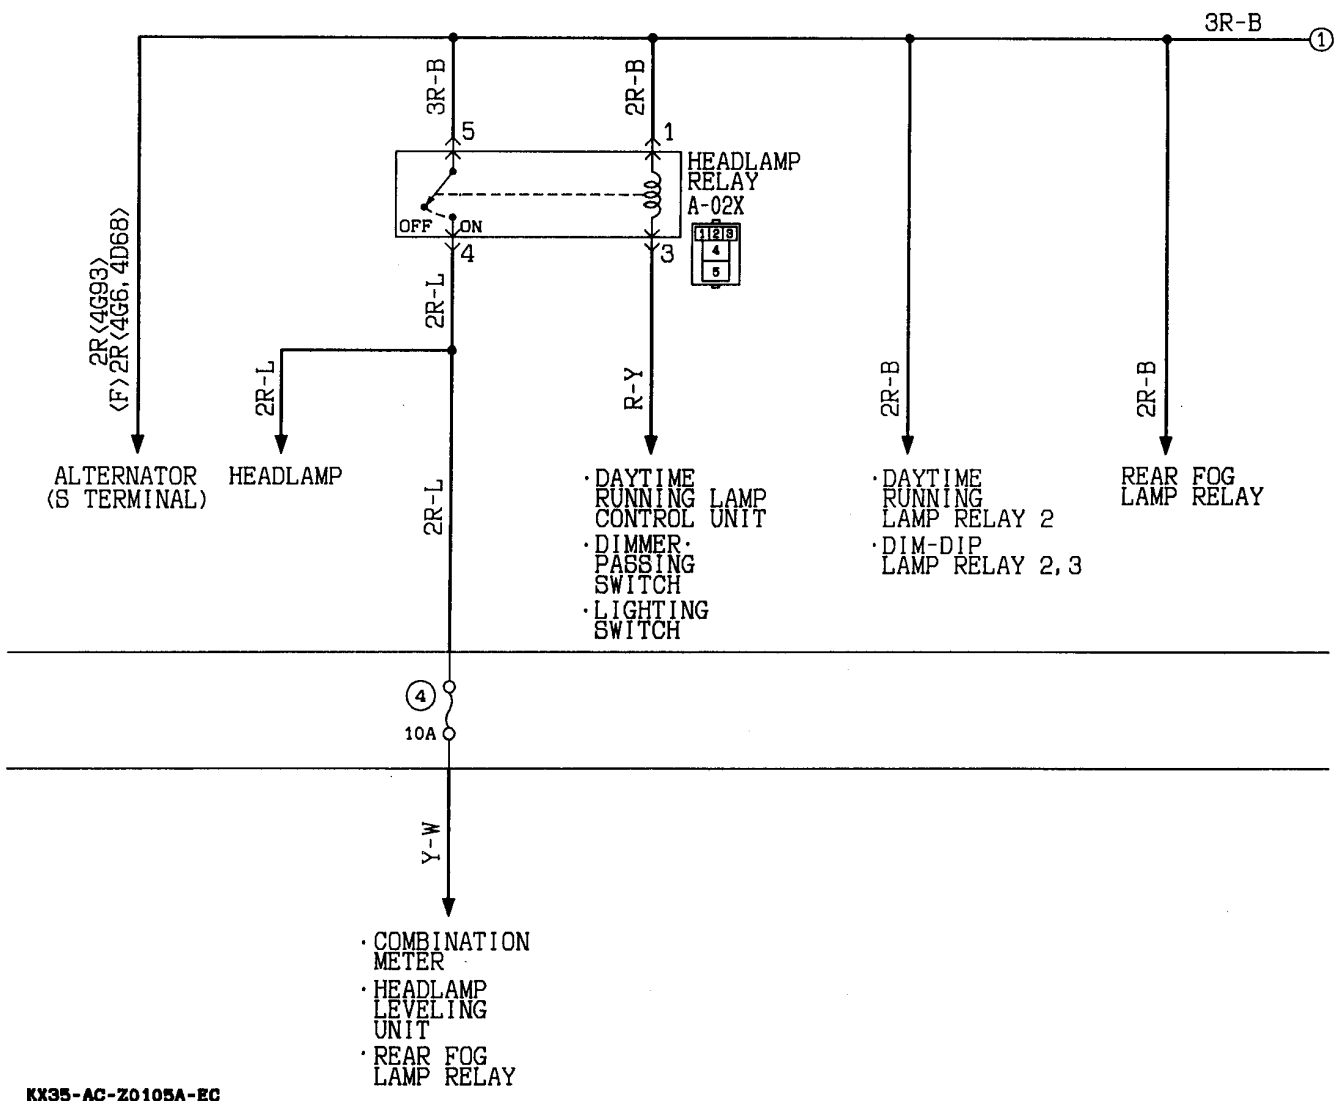 3R-B
1
3R-B
2R-B
5
1
HEADLAMP
RELAY
A-02X
OFF
ON
1 2 3
4
5
4
3
2R<4G93>
<F>2R<4G6, 4D68>
2R-L
2R-L
R-Y
2R-B
2R-B
ALTERNATOR
(S TERMINAL)
HEADLAMP
2R-L
·DAYTIME
RUNNING LAMP
CONTROL UNIT
·DIMMER·
PASSING
SWITCH
·LIGHTING
SWITCH
·DAYTIME
RUNNING
LAMP RELAY 2
·DIM-DIP
LAMP RELAY 2,3
REAR FOG
LAMP RELAY
4
10A
Y-W
·COMBINATION
METER
·HEADLAMP
LEVELING
UNIT
·REAR FOG
LAMP RELAY
KX35-AC-Z0105A-EC